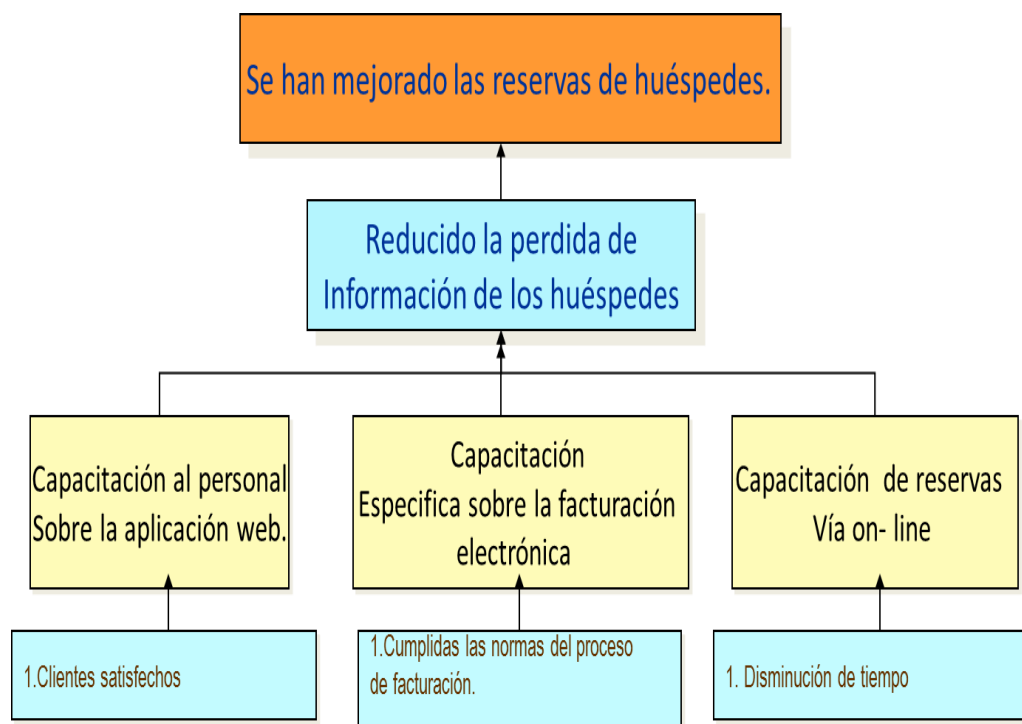 Se han mejorado las reservas de huéspedes.
Reducido la perdida de
Información de los huéspedes
Capacitación al personal
Sobre la aplicación web.
Capacitación
Especifica sobre la facturación
electrónica
Capacitación de reservas
Vía on- line
1.Clientes satisfechos
1.Cumplidas las normas del proceso
de facturación.
1. Disminución de tiempo